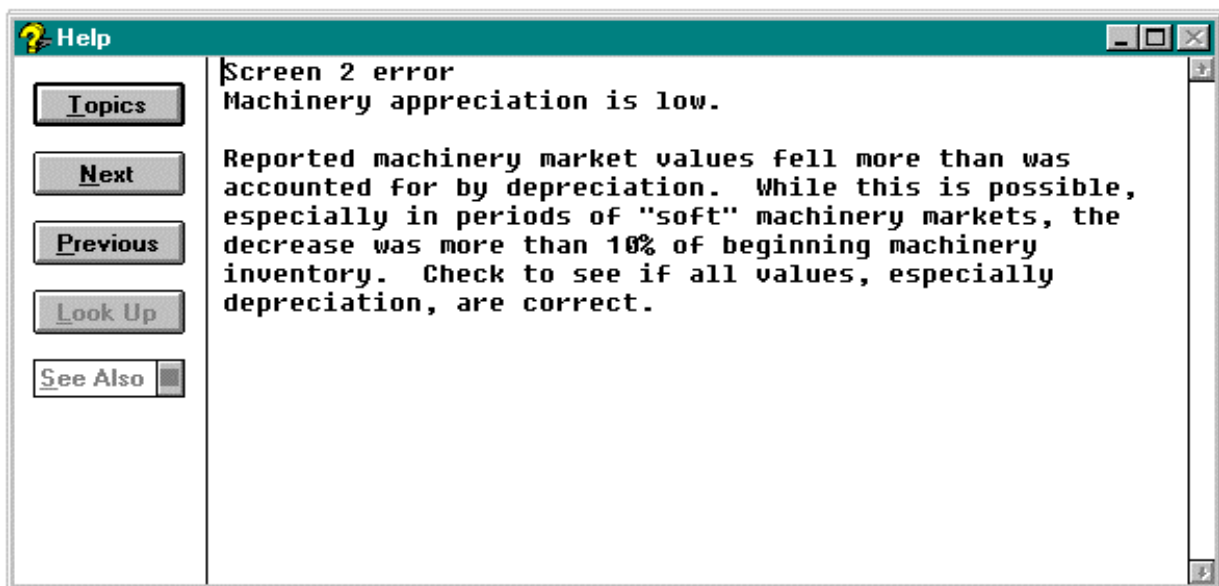 Help
Topics
Next
Previous
Look Up
See Also
Screen 2 error
Machinery appreciation is low.
Reported machinery market values fell more than was
accounted for by depreciation.  While this is possible,
especially in periods of "soft" machinery markets, the
decrease was more than 10% of beginning machinery
inventory.  Check to see if all values, especially
depreciation, are correct.